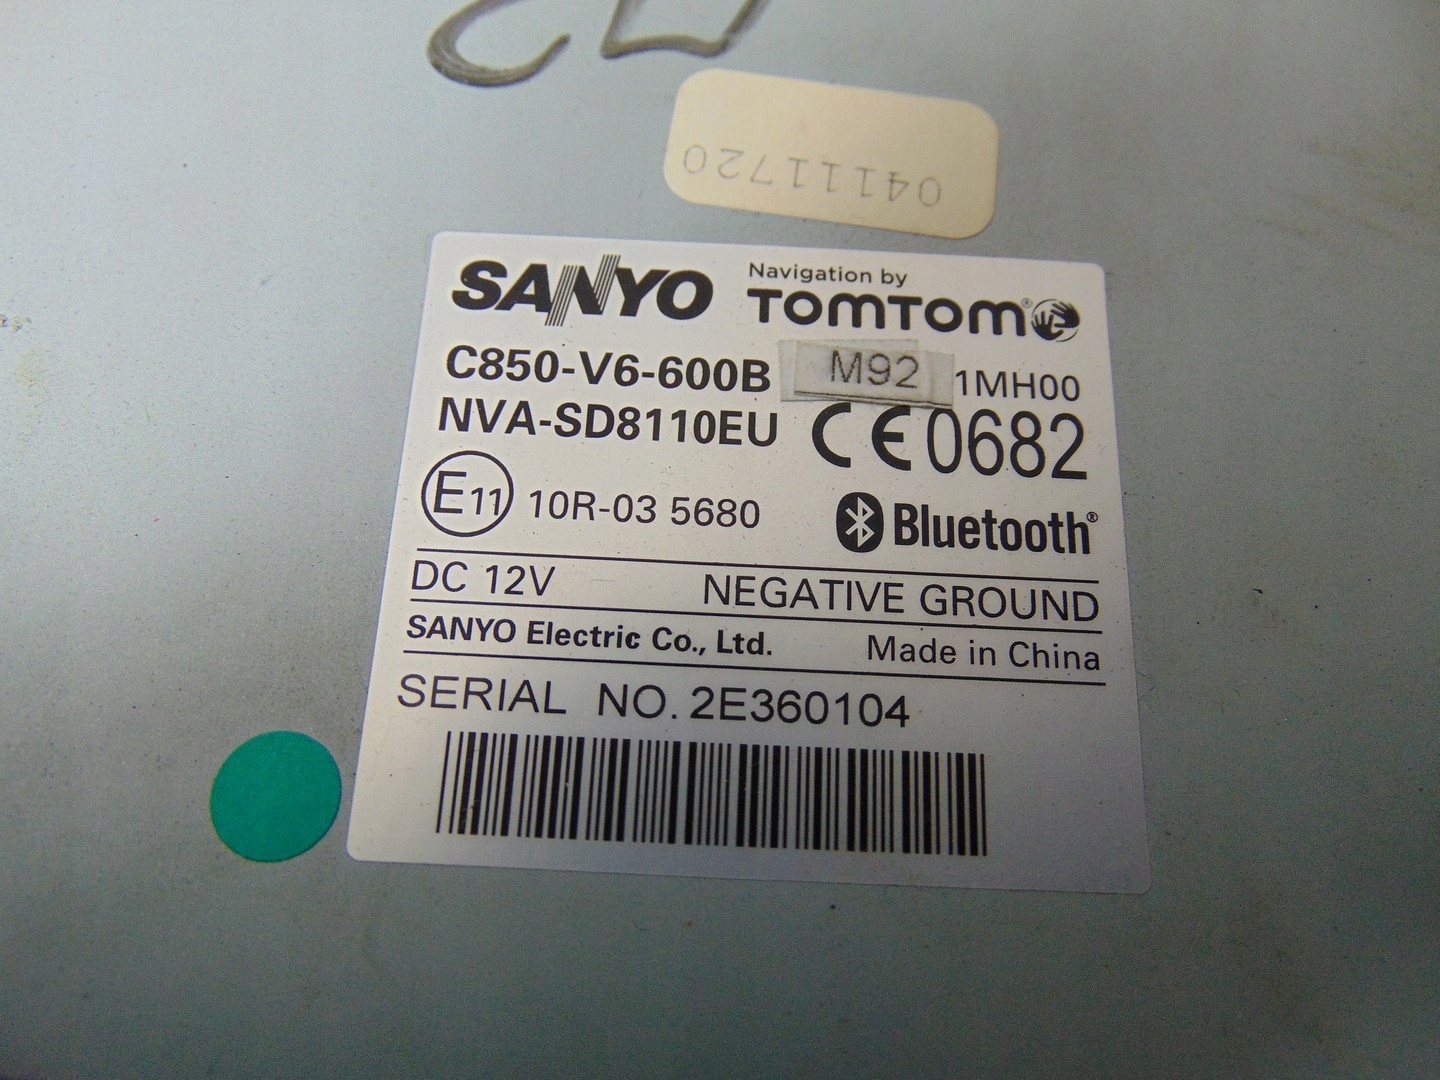 04111720
SANYO Navigation by
TOMTOM®
C850-V6-600B M92 1MH00
NVA-SD8110EU CE0682
E11 10R-03 5680 Bluetooth®
DC 12V NEGATIVE GROUND
SANYO Electric Co., Ltd. Made in China
SERIAL NO. 2E360104